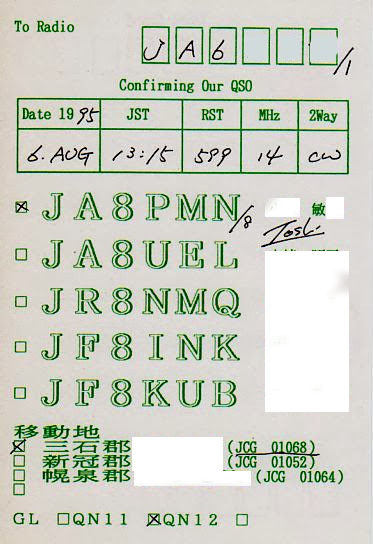 To Radio
JA6 /1
Confirming Our QSO
Date 1995 JST RST MHz 2Way
6. AUG 13:15 599 14 CW
☒ JA8PMN/8 敏
Toshi
☐ JA8UEL
☐ JR8NMQ
☐ JF8INK
☐ JF8KUB
移動地
☒ 三石郡 (JCG 01068)
☐ 新冠郡 (JCG 01052)
☐ 幌泉郡 (JCG 01064)
☐
GL ☐QN11 ☒QN12 ☐